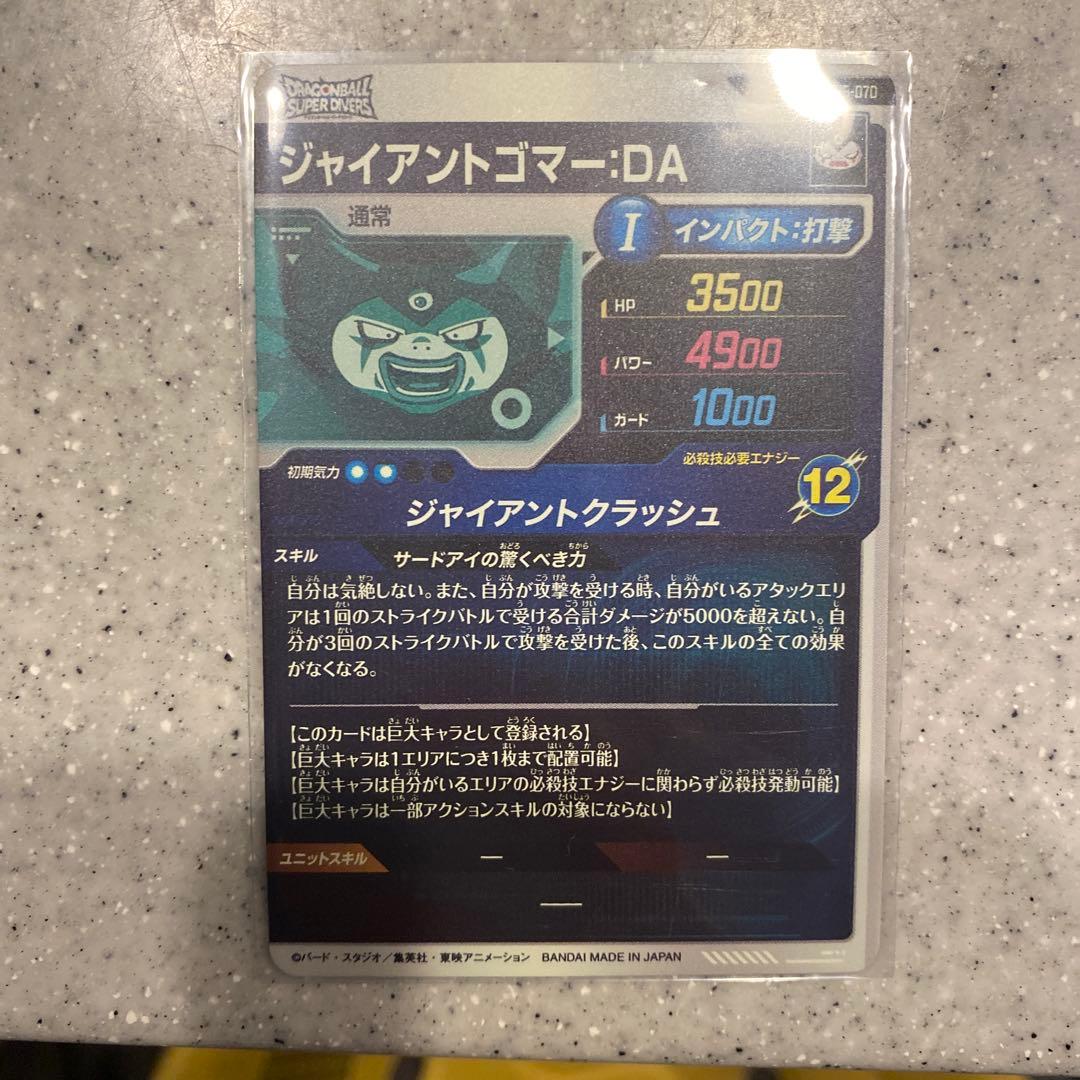 DRAGONBALL
SUPER DIVERS
-070
ジャイアントゴマー:DA
通常
I インパクト:打撃
HP 3500
パワー 4900
ガード 1000
初期気力
必殺技必要エナジー
12
ジャイアントクラッシュ
スキル サードアイの驚くべき力
自分は気絶しない。また、自分が攻撃を受ける時、自分がいるアタックエリ
アは1回のストライクバトルで受ける合計ダメージが5000を超えない。自
分が3回のストライクバトルで攻撃を受けた後、このスキルの全ての効果
がなくなる。
【このカードは巨大キャラとして登録される】
【巨大キャラは1エリアにつき1枚まで配置可能】
【巨大キャラは自分がいるエリアの必殺技エナジーに関わらず必殺技発動可能】
【巨大キャラは一部アクションスキルの対象にならない】
ユニットスキル ー ー
ー
©バード・スタジオ/集英社・東映アニメーション BANDAI MADE IN JAPAN